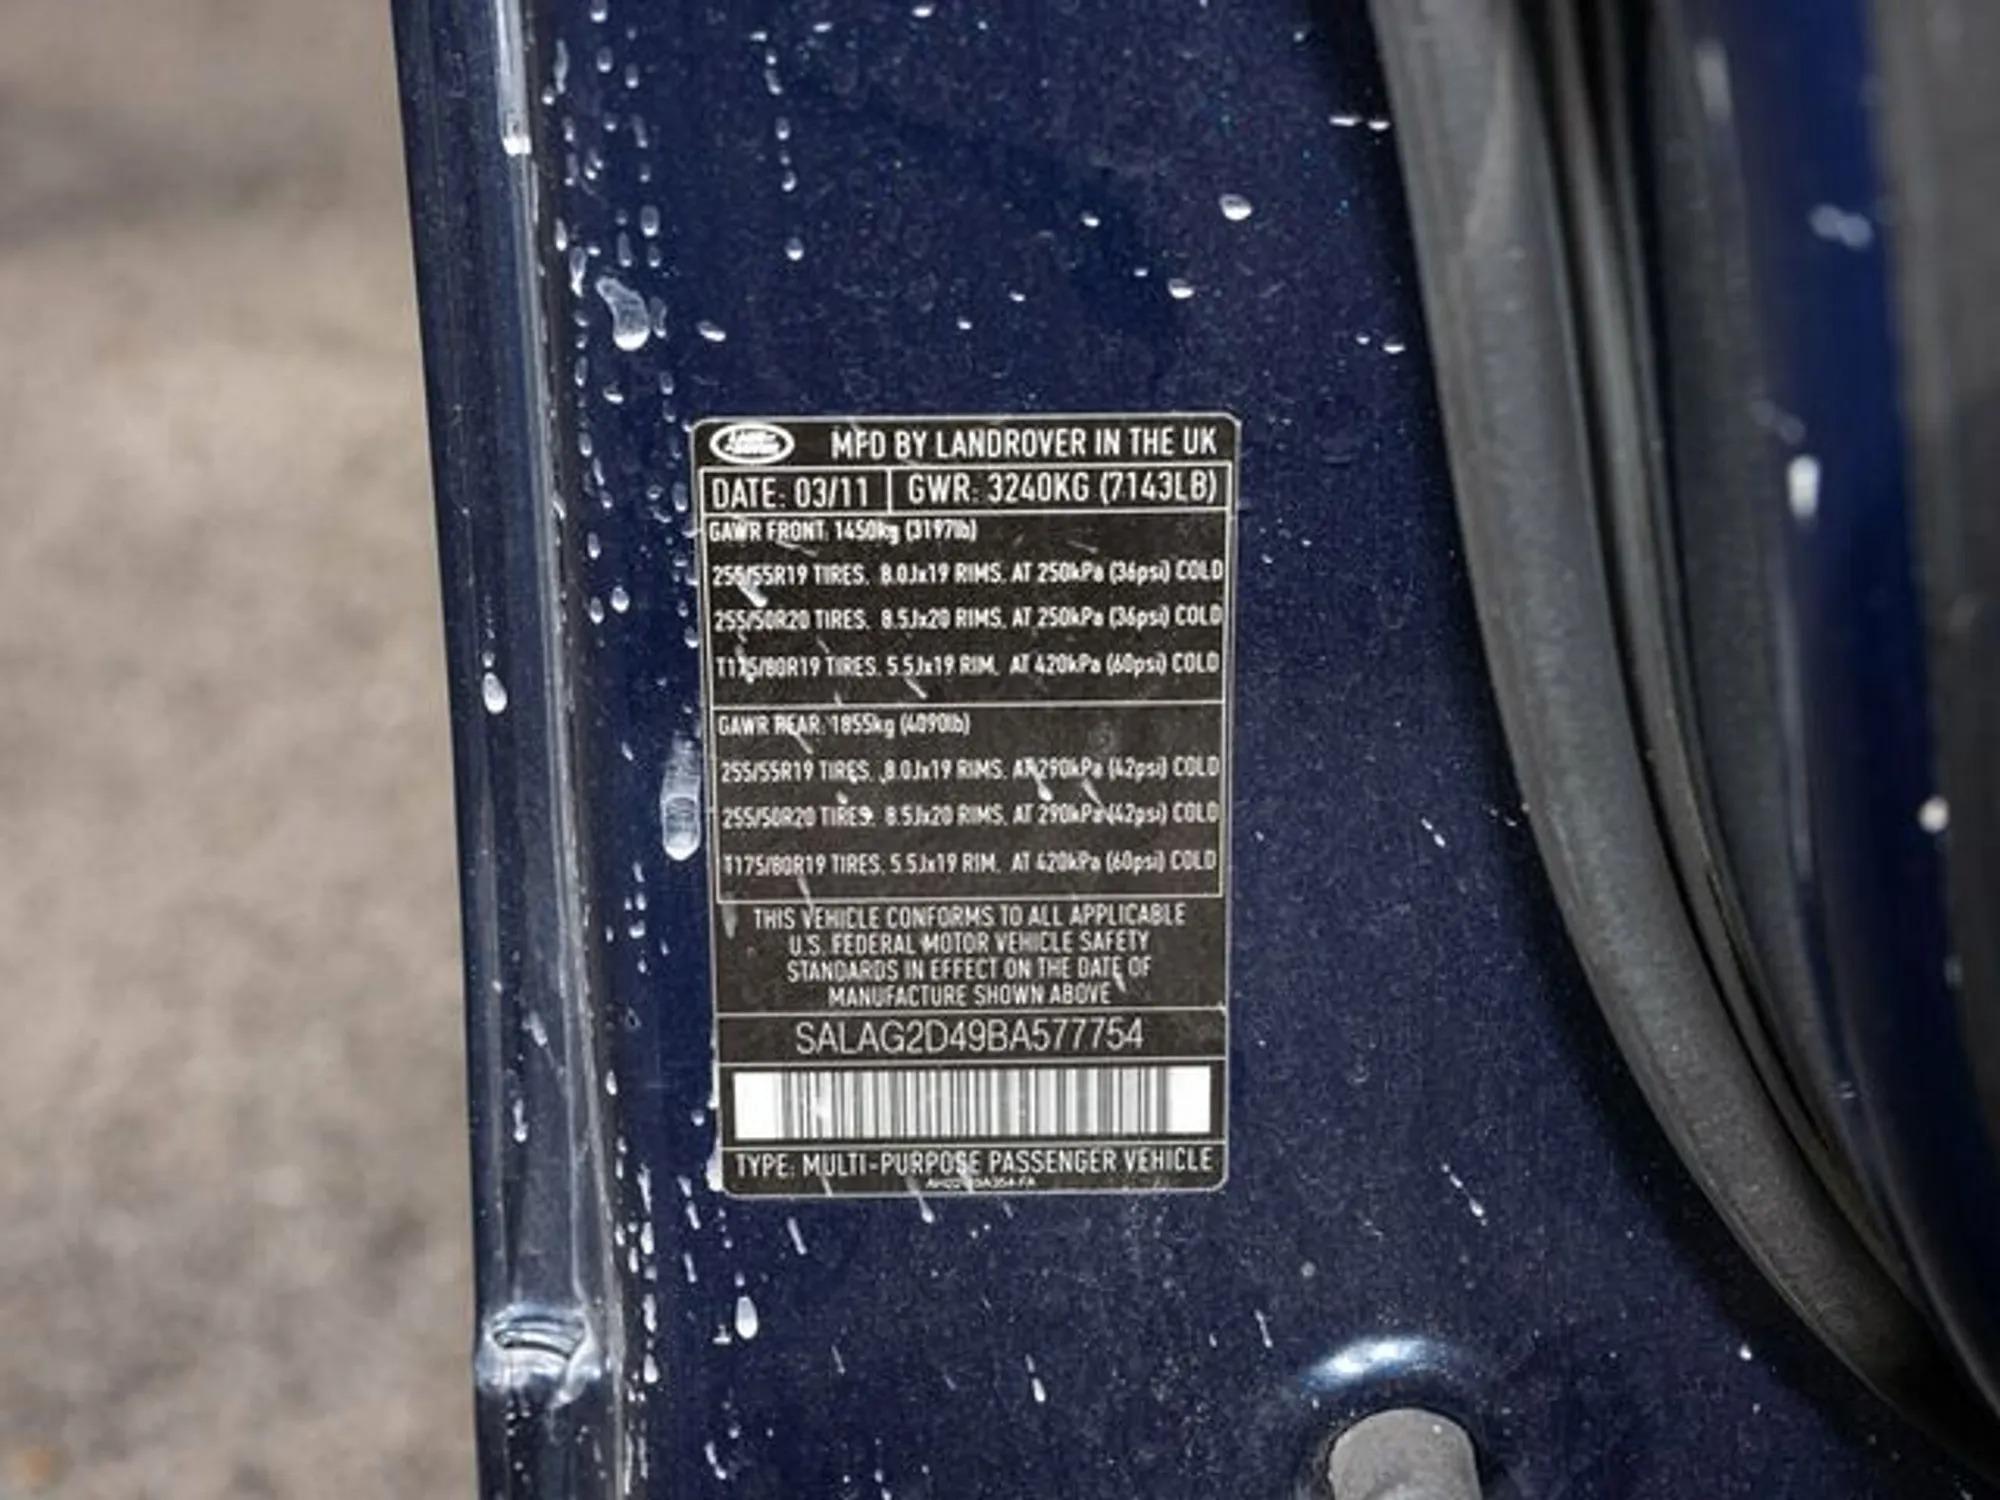 LAND ROVER
MFD BY LANDROVER IN THE UK
DATE: 03/11 GWR: 3240KG (7143LB)
GAWR FRONT: 1450kg (3197lb)
255/55R19 TIRES, 8.0Jx19 RIMS, AT 250kPa (36psi) COLD
255/50R20 TIRES, 8.5Jx20 RIMS, AT 250kPa (36psi) COLD
T175/80R19 TIRES, 5.5Jx19 RIM, AT 420kPa (60psi) COLD
GAWR REAR: 1855kg (4090lb)
255/55R19 TIRES, 8.0Jx19 RIMS, AT 290kPa (42psi) COLD
255/50R20 TIRES, 8.5Jx20 RIMS, AT 290kPa (42psi) COLD
T175/80R19 TIRES, 5.5Jx19 RIM, AT 420kPa (60psi) COLD
THIS VEHICLE CONFORMS TO ALL APPLICABLE
U.S. FEDERAL MOTOR VEHICLE SAFETY
STANDARDS IN EFFECT ON THE DATE OF
MANUFACTURE SHOWN ABOVE
SALAG2D49BA577754
TYPE: MULTI-PURPOSE PASSENGER VEHICLE